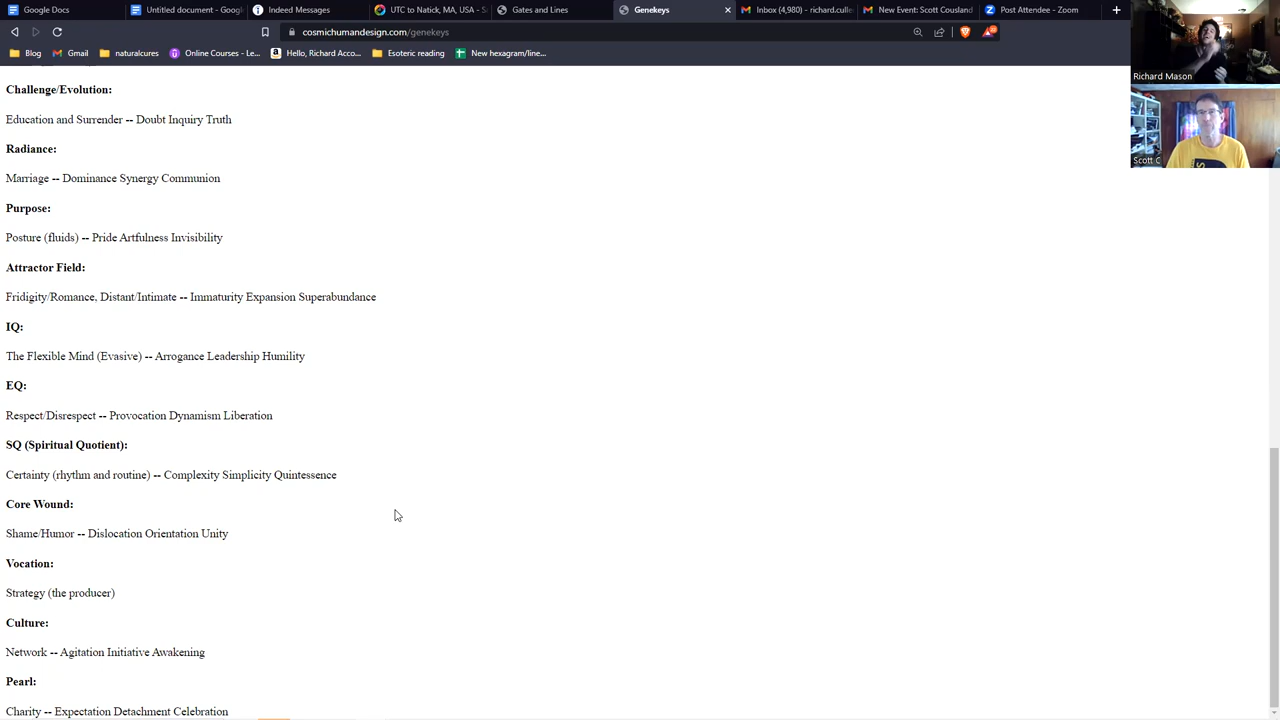 Google Docs
Untitled document - Googl
Indeed Messages
UTC to Natick, MA, USA - S
Gates and Lines
Genekeys
Inbox (4,980) - richard.culle
New Event: Scott Cousland
Post Attendee - Zoom
cosmichumandesign.com/genekeys
Blog
Gmail
naturalcures
Online Courses - Le...
Hello, Richard Acco...
Esoteric reading
New hexagram/line...
Richard Mason
Scott C
Challenge/Evolution:
Education and Surrender -- Doubt Inquiry Truth
Radiance:
Marriage -- Dominance Synergy Communion
Purpose:
Posture (fluids) -- Pride Artfulness Invisibility
Attractor Field:
Fridigity/Romance, Distant/Intimate -- Immaturity Expansion Superabundance
IQ:
The Flexible Mind (Evasive) -- Arrogance Leadership Humility
EQ:
Respect/Disrespect -- Provocation Dynamism Liberation
SQ (Spiritual Quotient):
Certainty (rhythm and routine) -- Complexity Simplicity Quintessence
Core Wound:
Shame/Humor -- Dislocation Orientation Unity
Vocation:
Strategy (the producer)
Culture:
Network -- Agitation Initiative Awakening
Pearl:
Charity -- Expectation Detachment Celebration